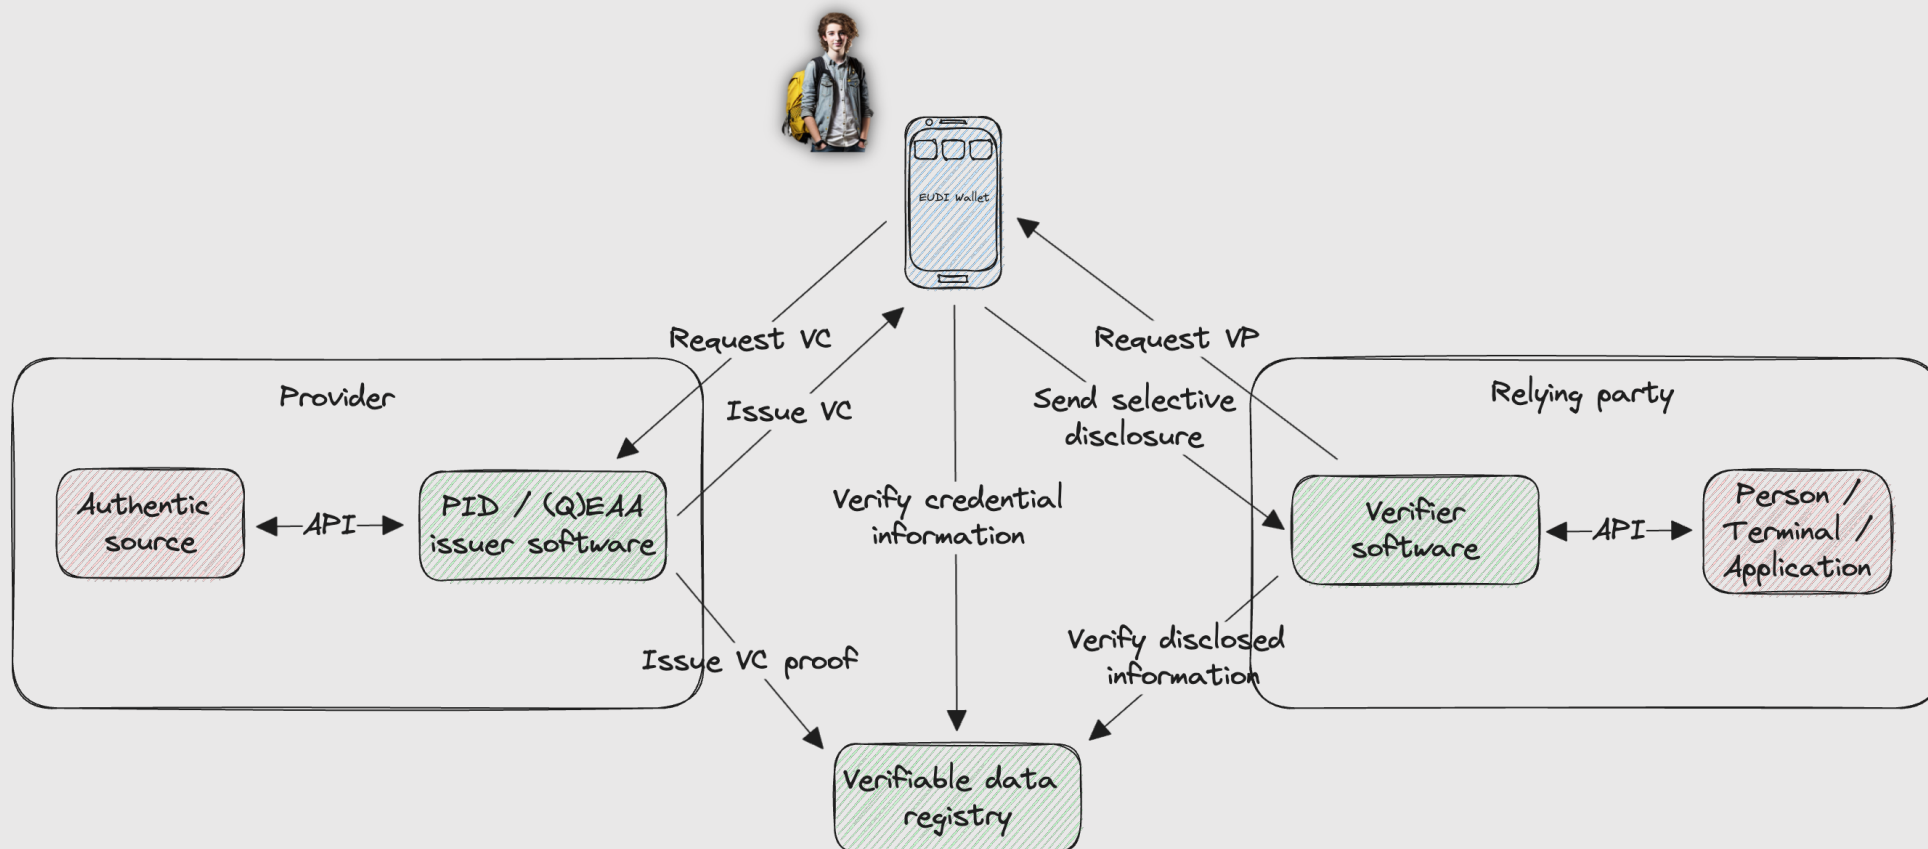 EUDI Wallet
Request VC
Request VP
Issue VC
Send selective
disclosure
Provider
Relying party
Authentic
source
API
PID / (Q)EAA
issuer software
Verify credential
information
Verifier
software
API
Person /
Terminal /
Application
Issue VC proof
Verify disclosed
information
Verifiable data
registry